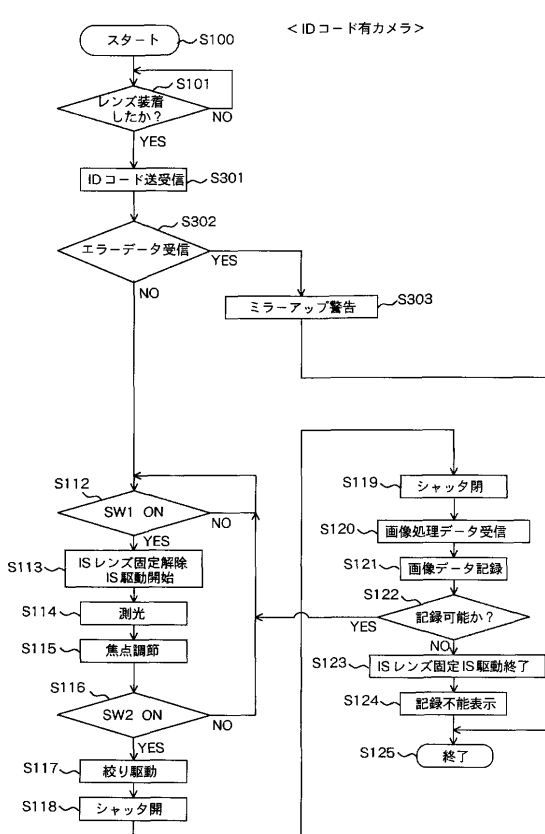 ＜IDコード有カメラ＞
スタート
S100
S101
レンズ装着
したか？
NO
YES
IDコード送受信
S301
S302
エラーデータ受信
YES
NO
ミラーアップ警告
S303
S112
SW1 ON
NO
YES
S113
ISレンズ固定解除
IS駆動開始
S114
測光
S115
焦点調節
S116
SW2 ON
NO
YES
S117
絞り駆動
S118
シャッタ開
S119
シャッタ閉
S120
画像処理データ受信
S121
画像データ記録
S122
記録可能か？
YES
NO
S123
ISレンズ固定IS駆動終了
S124
記録不能表示
S125
終了